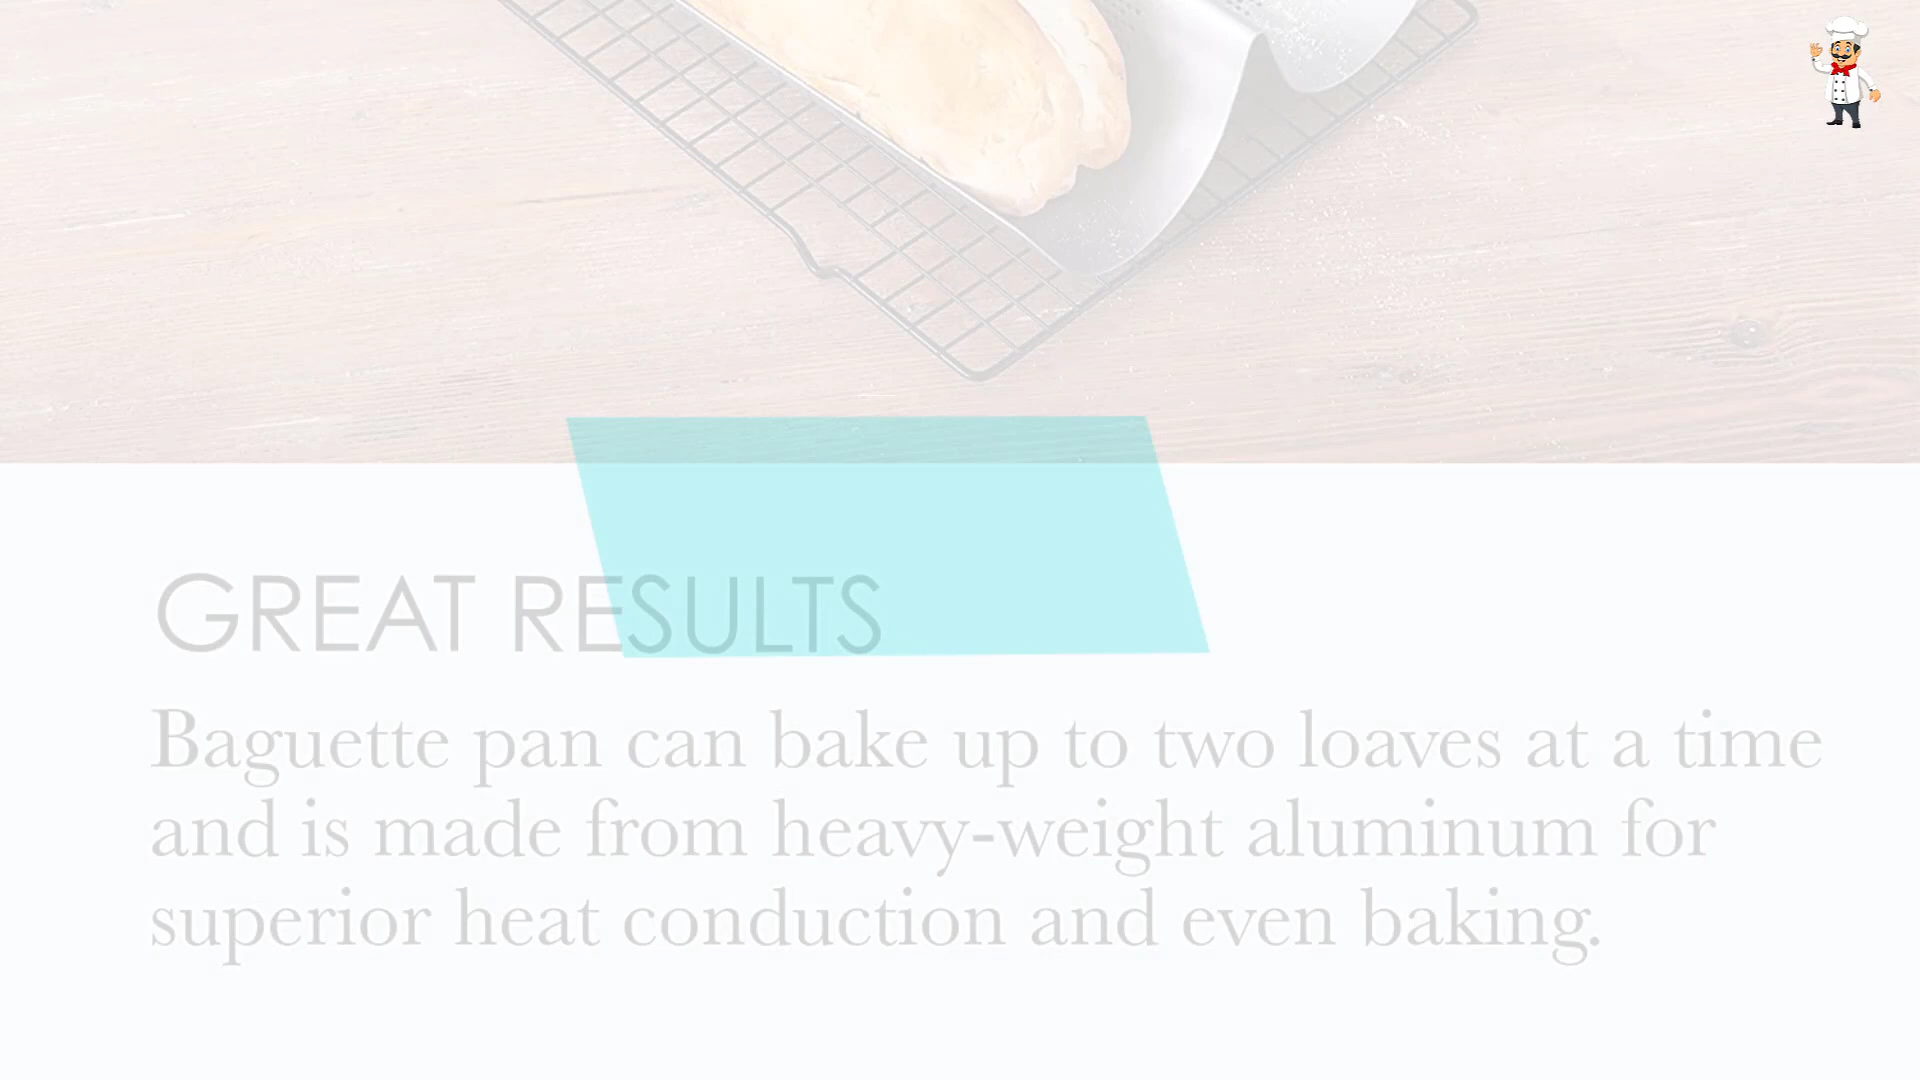 GREAT RESULTS
Baguette pan can bake up to two loaves at a time
and is made from heavy-weight aluminum for
superior heat conduction and even baking.